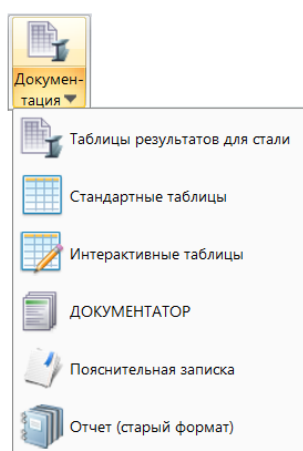 Докумен-
тация
Таблицы результатов для стали
Стандартные таблицы
Интерактивные таблицы
ДОКУМЕНТАТОР
Пояснительная записка
Отчет (старый формат)